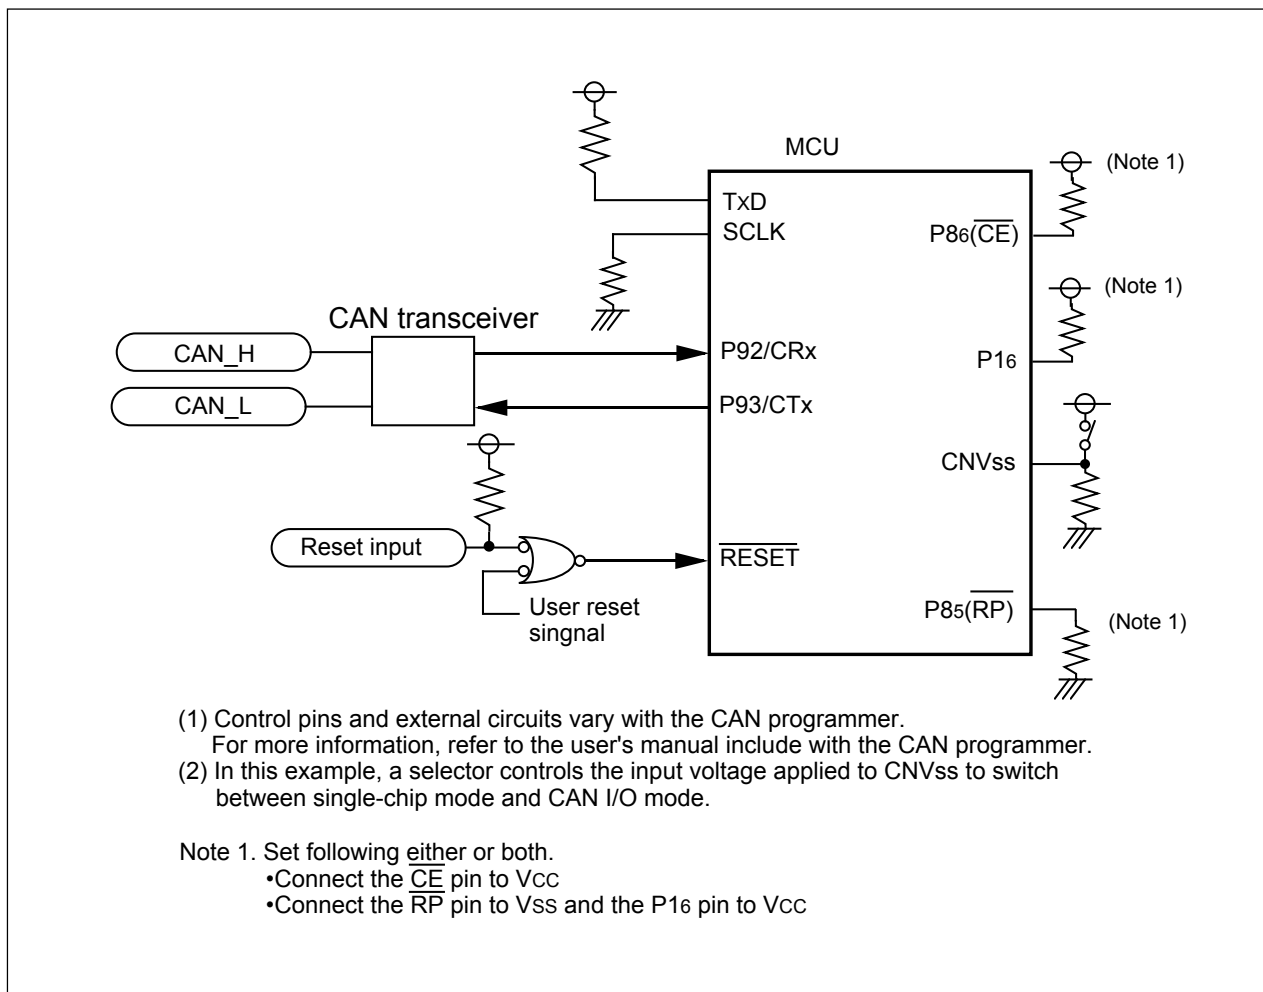 MCU
(Note 1)
TxD
SCLK
P86(CE)
(Note 1)
CAN transceiver
CAN_H
P92/CRx
P16
CAN_L
P93/CTx
CNVss
Reset input
RESET
User reset
singnal
P85(RP)
(Note 1)
(1) Control pins and external circuits vary with the CAN programmer.
For more information, refer to the user's manual include with the CAN programmer.
(2) In this example, a selector controls the input voltage applied to CNVss to switch
between single-chip mode and CAN I/O mode.
Note 1. Set following either or both.
•Connect the CE pin to VCC
•Connect the RP pin to VSS and the P16 pin to VCC